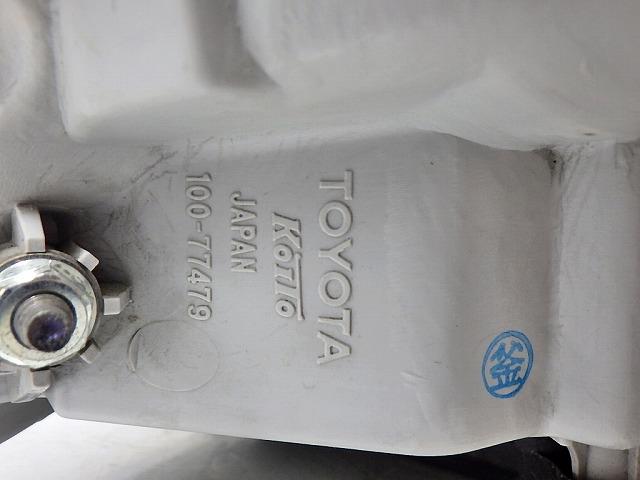 TOYOTA
KOITO
JAPAN
100-77479
釜